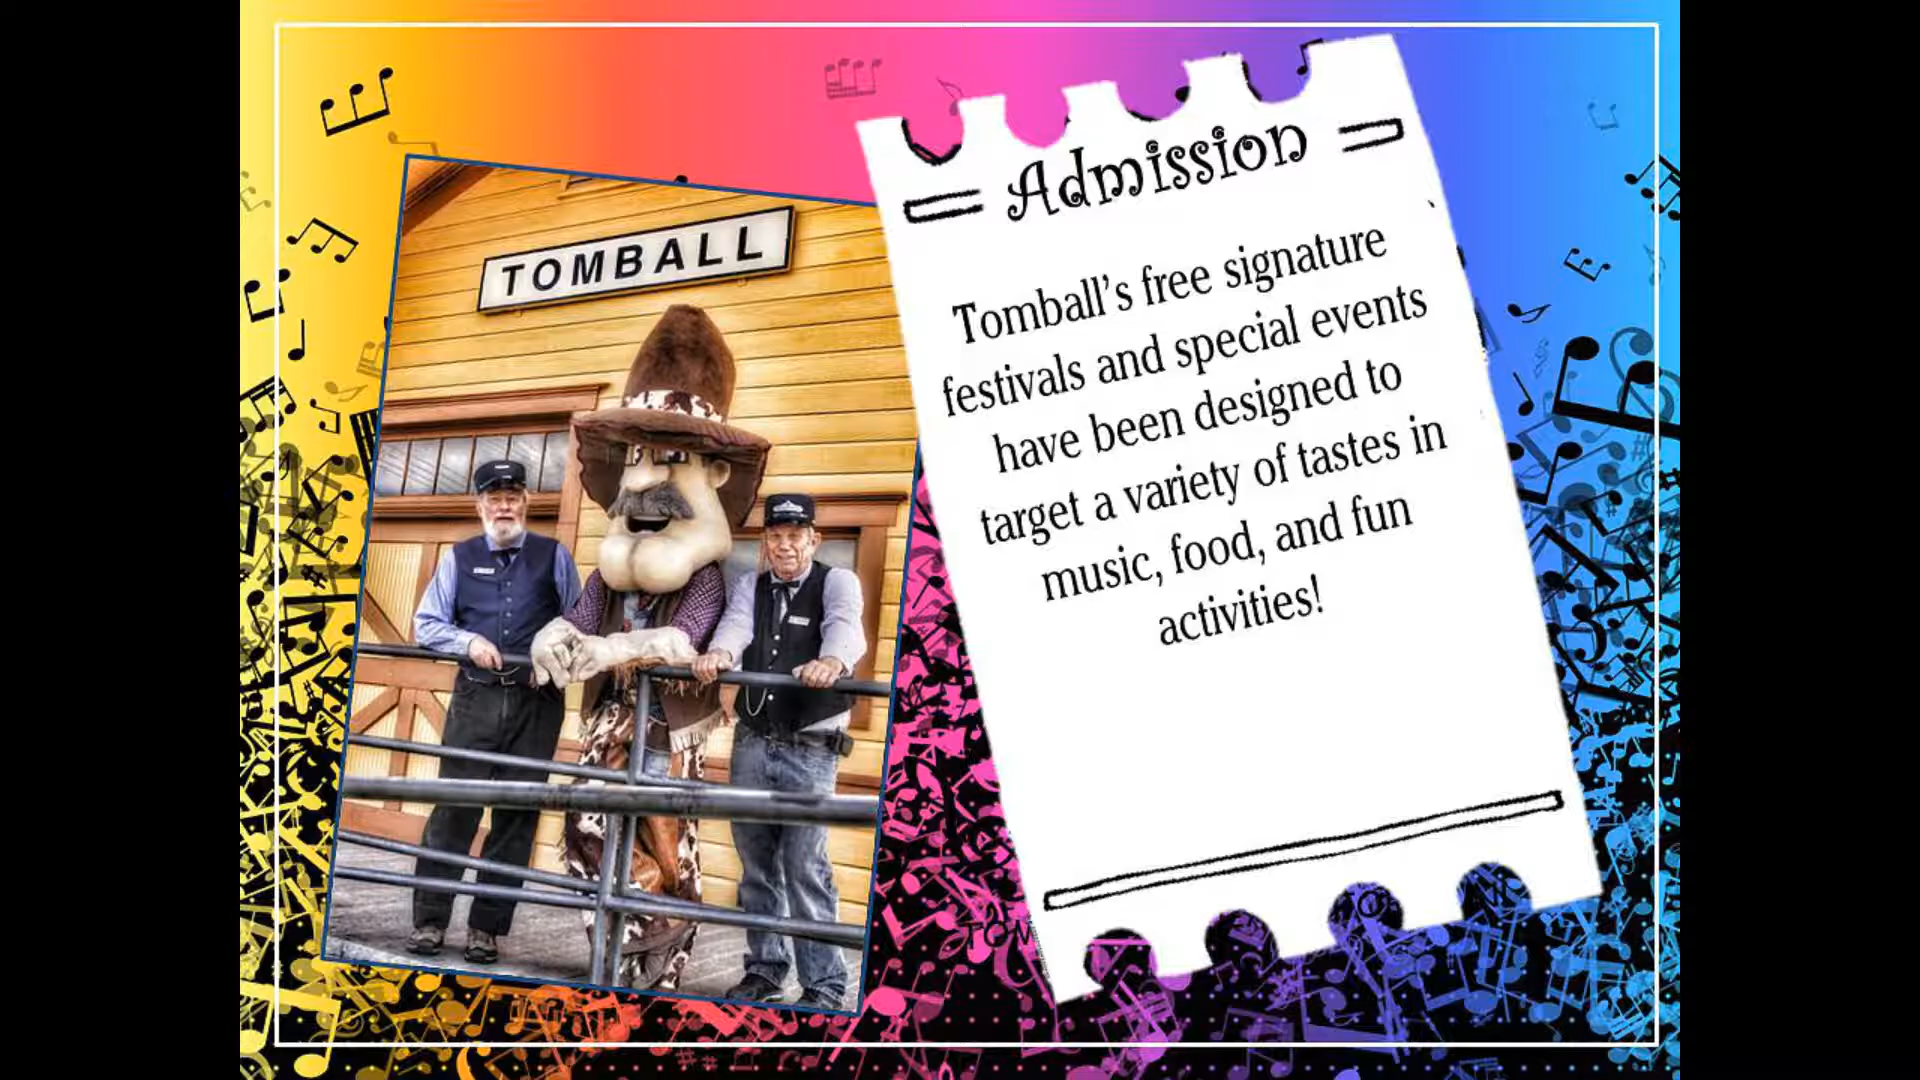 TOMBALL
Admission
Tomball's free signature
festivals and special events
have been designed to
target a variety of tastes in
music, food, and fun
activities!
TOM